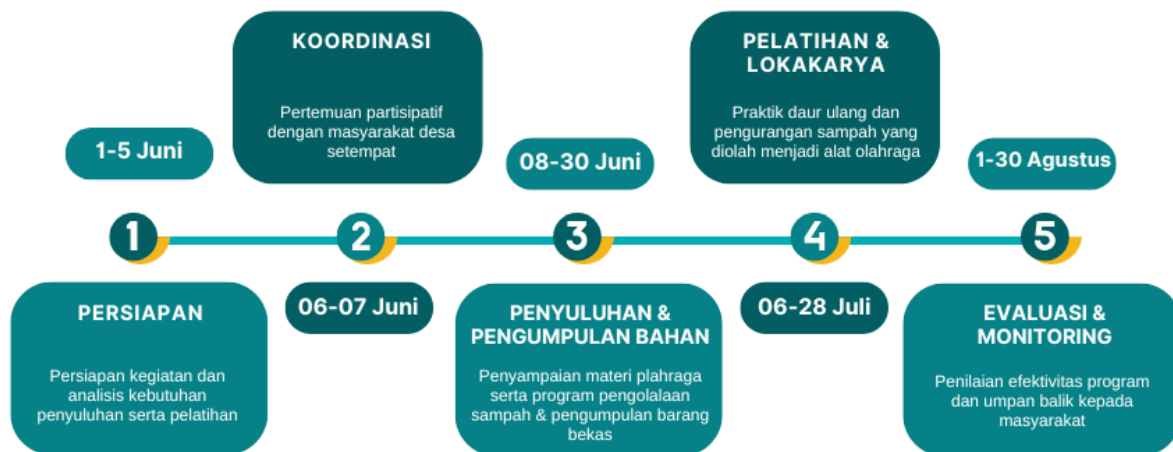 1-5 Juni
1
PERSIAPAN
Persiapan kegiatan dan
analisis kebutuhan
penyuluhan serta pelatihan
KOORDINASI
Pertemuan partisipatif
dengan masyarakat desa
setempat
2
06-07 Juni
08-30 Juni
3
PENYULUHAN &
PENGUMPULAN BAHAN
Penyampaian materi plahraga
serta program pengolalaan
sampah & pengumpulan barang
bekas
PELATIHAN &
LOKAKARYA
Praktik daur ulang dan
pengurangan sampah yang
diolah menjadi alat olahraga
4
06-28 Juli
1-30 Agustus
5
EVALUASI &
MONITORING
Penilaian efektivitas program
dan umpan balik kepada
masyarakat